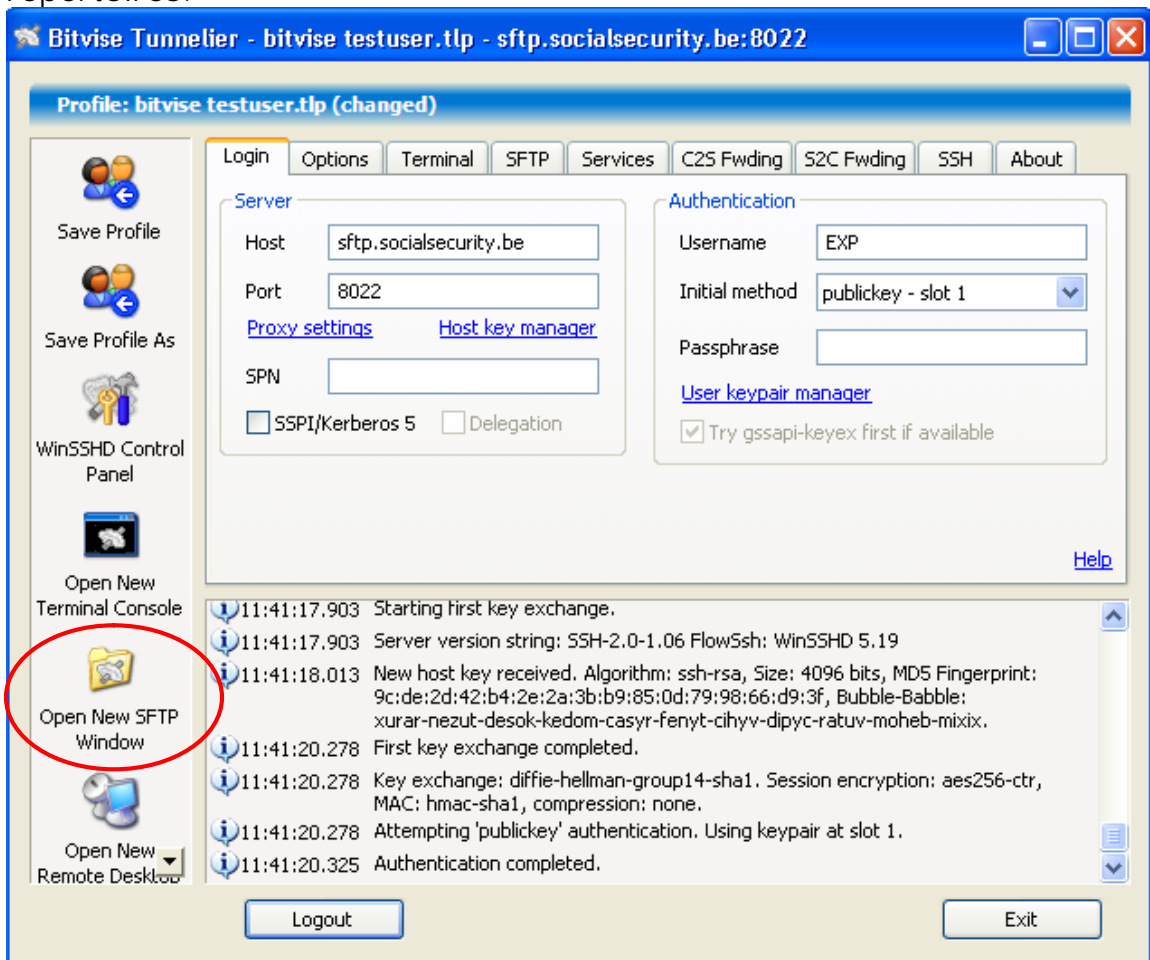 Bitvise Tunnelier - bitvise testuser.tlp - sftp.socialsecurity.be:8022
Profile: bitvise testuser.tlp (changed)
Save Profile
Save Profile As
WinSSHD Control
Panel
Open New
Terminal Console
Open New SFTP
Window
Open New
Remote Desktop
Login Options Terminal SFTP Services C2S Fwding S2C Fwding SSH About
Server
Host sftp.socialsecurity.be
Port 8022
Proxy settings Host key manager
SPN
SSPI/Kerberos 5 Delegation
Authentication
Username EXP
Initial method publickey - slot 1
Passphrase
User keypair manager
Try gssapi-keyex first if available
Help
11:41:17.903 Starting first key exchange.
11:41:17.903 Server version string: SSH-2.0-1.06 FlowSsh: WinSSHD 5.19
11:41:18.013 New host key received. Algorithm: ssh-rsa, Size: 4096 bits, MD5 Fingerprint:
9c:de:2d:42:b4:2e:2a:3b:b9:85:0d:79:98:66:d9:3f, Bubble-Babble:
xurar-nezut-desok-kedom-casyr-fenyt-cihyv-dipyc-ratuv-moheb-mixix.
11:41:20.278 First key exchange completed.
11:41:20.278 Key exchange: diffie-hellman-group14-sha1. Session encryption: aes256-ctr,
MAC: hmac-sha1, compression: none.
11:41:20.278 Attempting 'publickey' authentication. Using keypair at slot 1.
11:41:20.325 Authentication completed.
Logout Exit